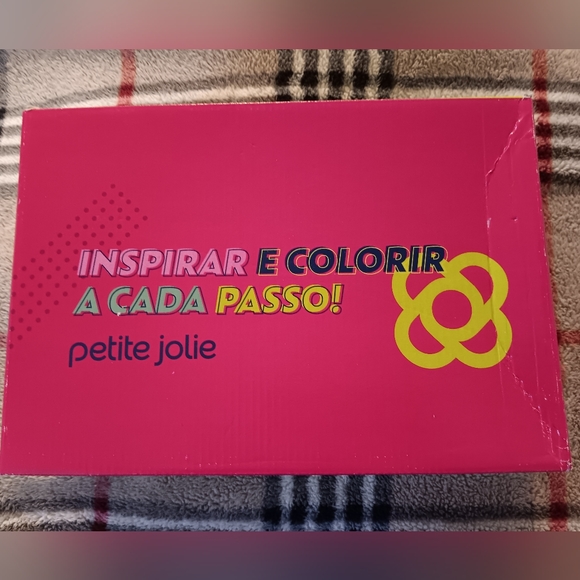 INSPIRAR E COLORIR
A CADA PASSO!
petite jolie